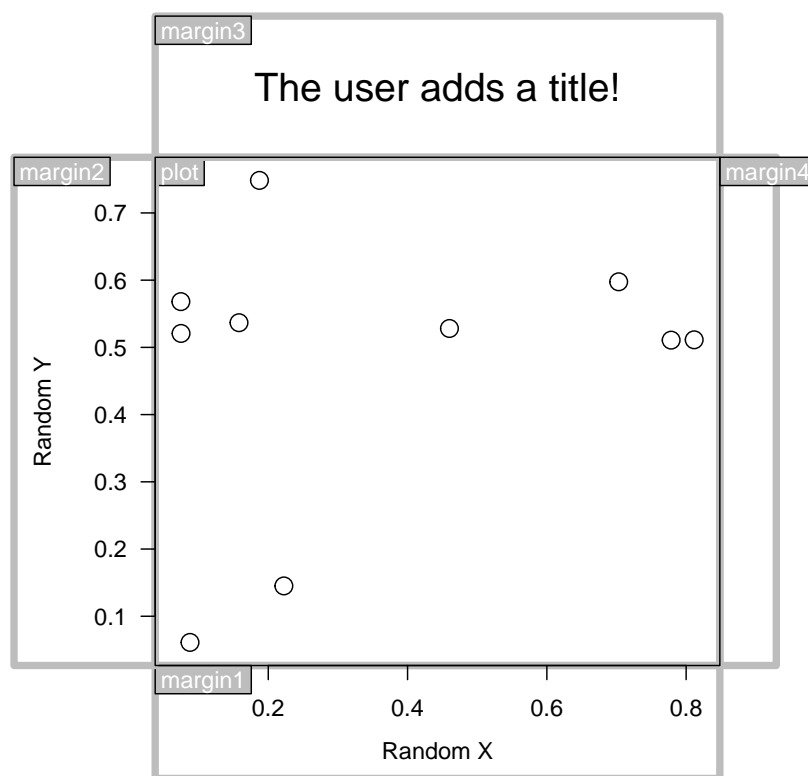 margin3
The user adds a title!
margin2
plot
margin4
0.7
0.6
0.5
0.4
0.3
0.2
0.1
Random Y
margin1
0.2 0.4 0.6 0.8
Random X